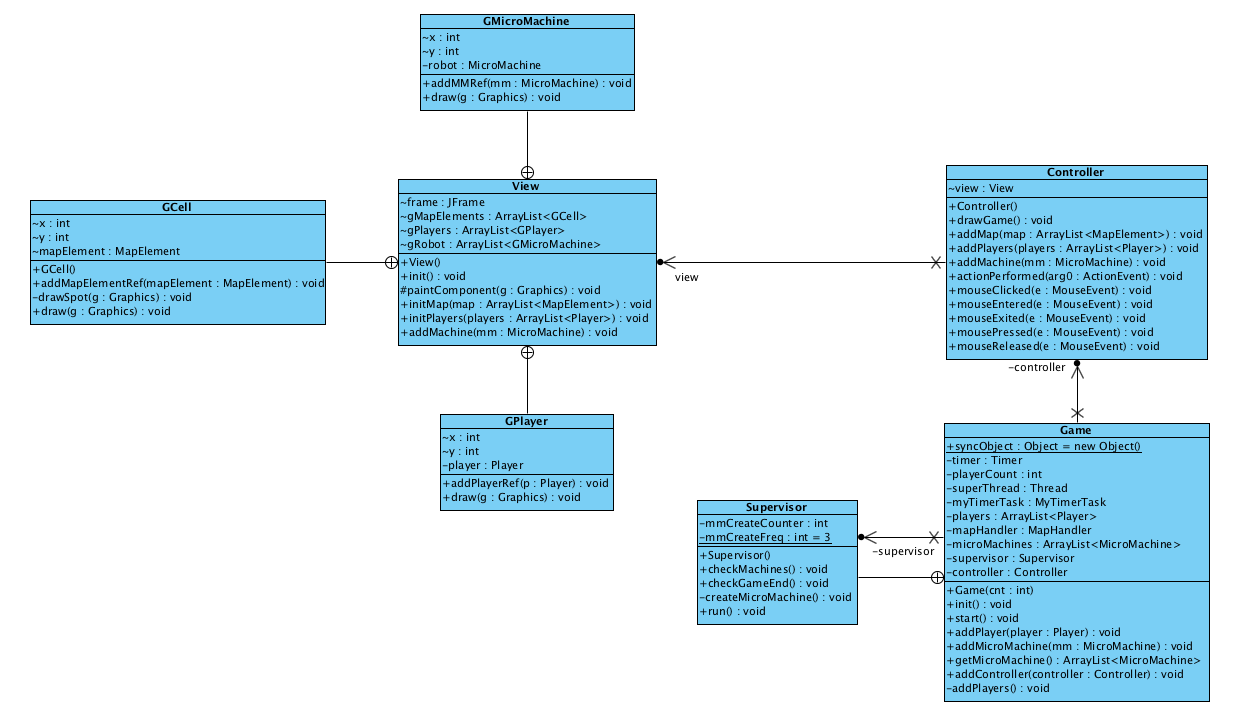 GMicroMachine
~x : int
~y : int
-robot : MicroMachine
+addMMRef(mm : MicroMachine) : void
+draw(g : Graphics) : void
GCell
~x : int
~y : int
~mapElement : MapElement
+GCell()
+addMapElementRef(mapElement : MapElement) : void
-drawSpot(g : Graphics) : void
+draw(g : Graphics) : void
View
~frame : JFrame
~gMapElements : ArrayList<GCell>
~gPlayers : ArrayList<GPlayer>
~gRobot : ArrayList<GMicroMachine>
+View()
+init() : void
#paintComponent(g : Graphics) : void
+initMap(map : ArrayList<MapElement>) : void
+initPlayers(players : ArrayList<Player>) : void
+addMachine(mm : MicroMachine) : void
view
Controller
~view : View
+Controller()
+drawGame() : void
+addMap(map : ArrayList<MapElement>) : void
+addPlayers(players : ArrayList<Player>) : void
+addMachine(mm : MicroMachine) : void
+actionPerformed(arg0 : ActionEvent) : void
+mouseClicked(e : MouseEvent) : void
+mouseEntered(e : MouseEvent) : void
+mouseExited(e : MouseEvent) : void
+mousePressed(e : MouseEvent) : void
+mouseReleased(e : MouseEvent) : void
-controller
GPlayer
~x : int
~y : int
-player : Player
+addPlayerRef(p : Player) : void
+draw(g : Graphics) : void
Supervisor
-mmCreateCounter : int
-mmCreateFreq : int = 3
+Supervisor()
+checkMachines() : void
+checkGameEnd() : void
-createMicroMachine() : void
+run() : void
-supervisor
Game
+syncObject : Object = new Object()
-timer : Timer
-playerCount : int
-superThread : Thread
-myTimerTask : MyTimerTask
-players : ArrayList<Player>
-mapHandler : MapHandler
-microMachines : ArrayList<MicroMachine>
-supervisor : Supervisor
-controller : Controller
+Game(cnt : int)
+init() : void
+start() : void
+addPlayer(player : Player) : void
+addMicroMachine(mm : MicroMachine) : void
+getMicroMachine() : ArrayList<MicroMachine>
+addController(controller : Controller) : void
-addPlayers() : void